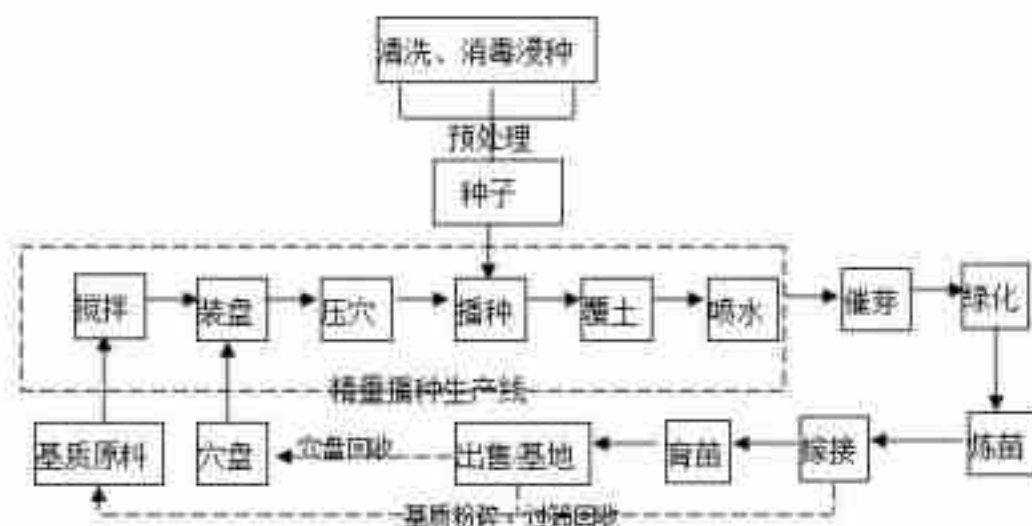 清洗、消毒浸种
预处理
种子
搅拌
装盘
压穴
播种
覆土
喷水
催芽
绿化
精量播种生产线
基质原料
穴盘
穴盘回收
出售基地
育苗
嫁接
炼苗
基质粉碎、过筛回收